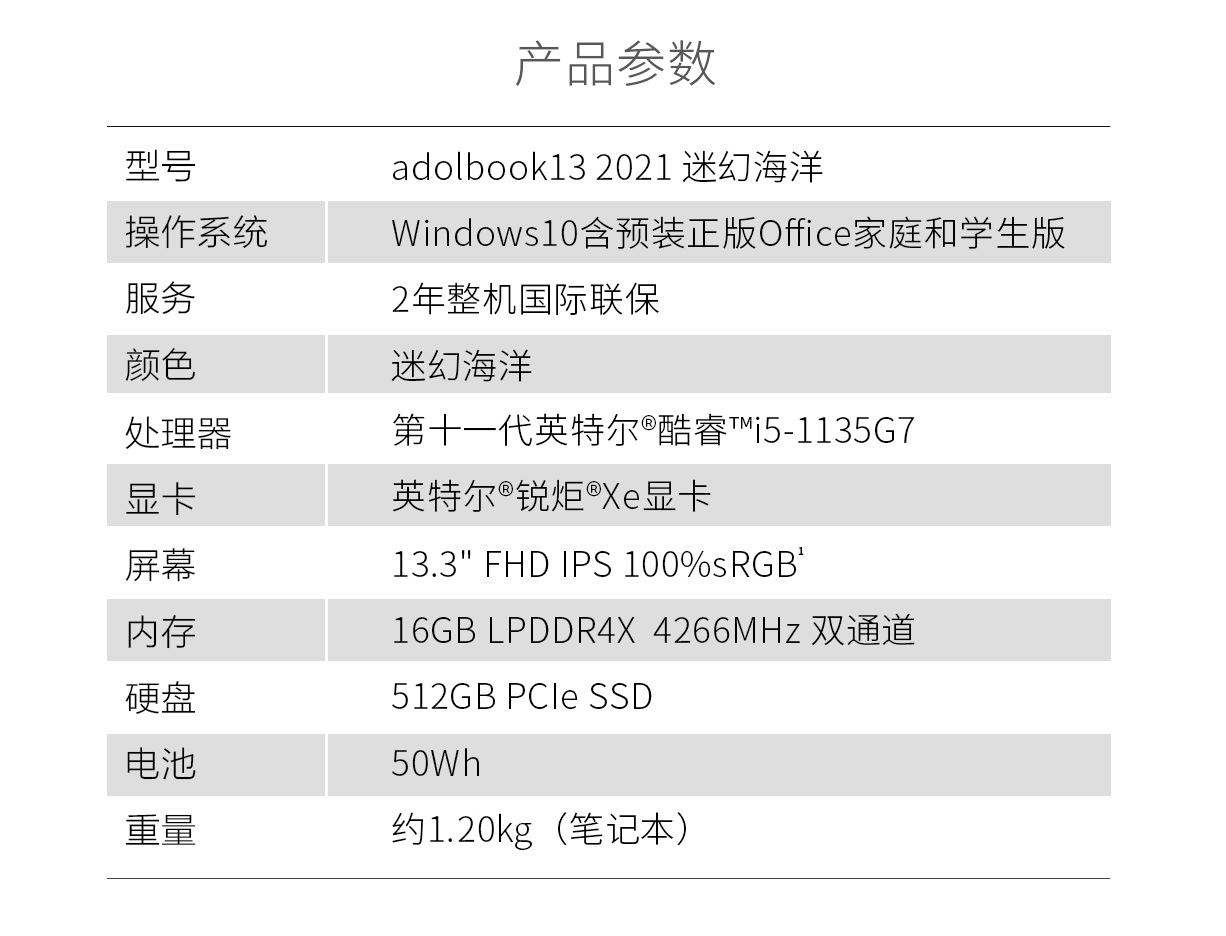 产品参数
型号 adolbook13 2021 迷幻海洋
操作系统 Windows10含预装正版Office家庭和学生版
服务 2年整机国际联保
颜色 迷幻海洋
处理器 第十一代英特尔®酷睿™i5-1135G7
显卡 英特尔®锐炬®Xe显卡
屏幕 13.3" FHD IPS 100%sRGB¹
内存 16GB LPDDR4X 4266MHz 双通道
硬盘 512GB PCIe SSD
电池 50Wh
重量 约1.20kg（笔记本）